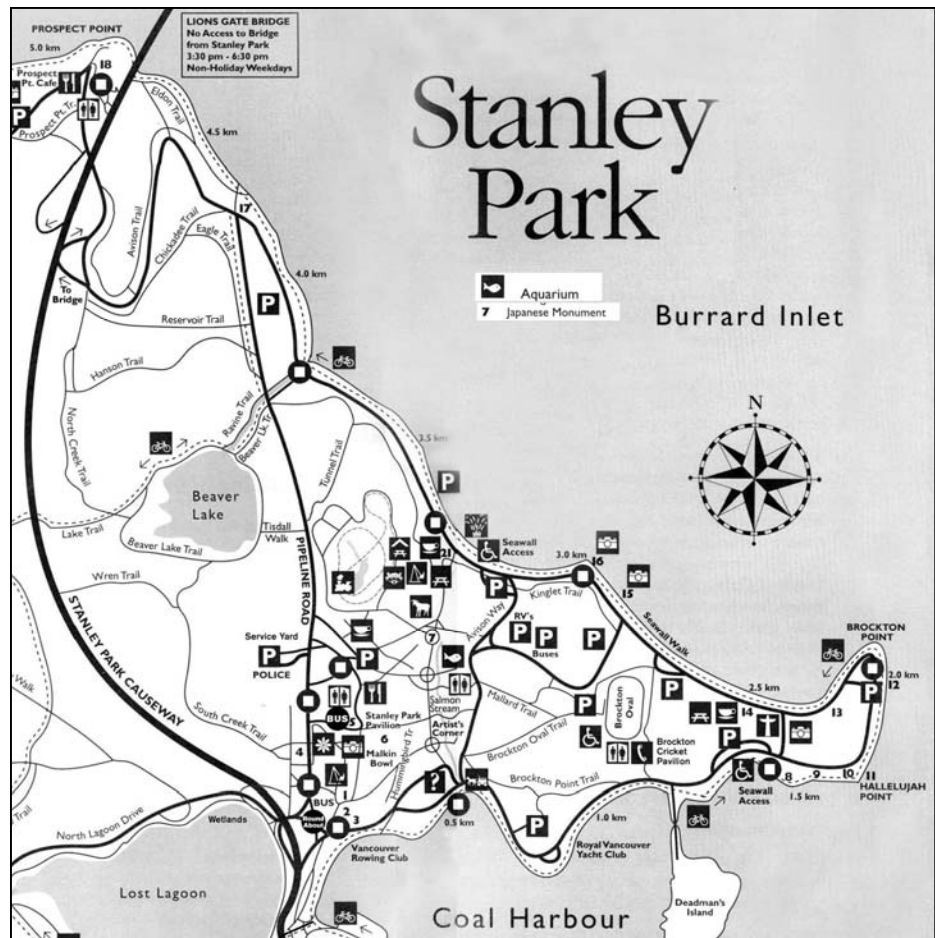 LIONS GATE BRIDGE
No Access to Bridge
from Stanley Park
3:30 pm - 6:30 pm
Non-Holiday Weekdays
PROSPECT POINT
5.0 km
18
Prospect
Pt. Cafe
P
Prospect Pt. Tr.
Eldon Trail
4.5 km
Stanley
Park
Avison Trail
Chickadee Trail
Eagle Trail
17
4.0 km
To
Bridge
P
Aquarium
7 Japanese Monument
Burrard Inlet
Reservoir Trail
Hanson Trail
N
North Creek Trail
Ravine Trail
Beaver Lk. Tr.
3.5 km
Tunnel Trail
P
Beaver
Lake
Lake Trail
Beaver Lake Trail
Tisdall
Walk
PIPELINE ROAD
21
Seawall
Access
3.0 km
16
15
Wren Trail
P
Kinglet Trail
Avison Way
RV's
P
P
P
Buses
Seawall Walk
STANLEY PARK CAUSEWAY
Service Yard
P
POLICE
P
7
BROCKTON
POINT
2.0 km
P
12
Walk
South Creek Trail
BUS
5
Stanley Park
Pavilion
Salmon
Stream
Artist's
Corner
Mallard Trail
P
Brockton
Oval
P
2.5 km
14
13
P
4
6
Malkin
Bowl
Hummingbird Tr
Brockton Oval Trail
Brockton
Cricket
Pavilion
?
Brockton Point Trail
Seawall
Access
8
9
10
11
HALLELUJAH
POINT
1.5 km
1
BUS
2
3
Round
About
Trail
North Lagoon Drive
Wetlands
0.5 km
P
1.0 km
Vancouver
Rowing Club
Royal Vancouver
Yacht Club
Lost Lagoon
Coal Harbour
Deadman's
Island